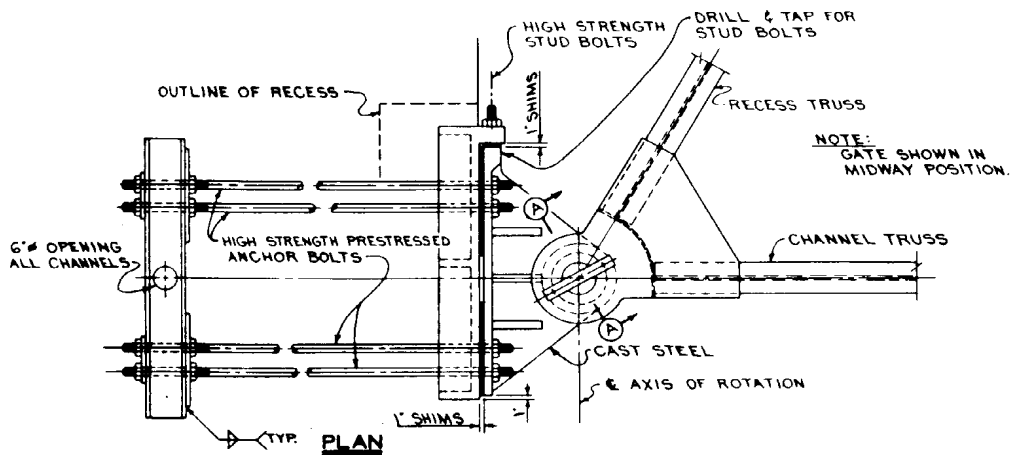 HIGH STRENGTH
STUD BOLTS
DRILL & TAP FOR
STUD BOLTS
OUTLINE OF RECESS
1" SHIMS
RECESS TRUSS
NOTE:
GATE SHOWN IN
MIDWAY POSITION.
A
6"ø OPENING
ALL CHANNELS
HIGH STRENGTH PRESTRESSED
ANCHOR BOLTS
CHANNEL TRUSS
A
CAST STEEL
℄ AXIS OF ROTATION
1" SHIMS
1"
TYP.
PLAN